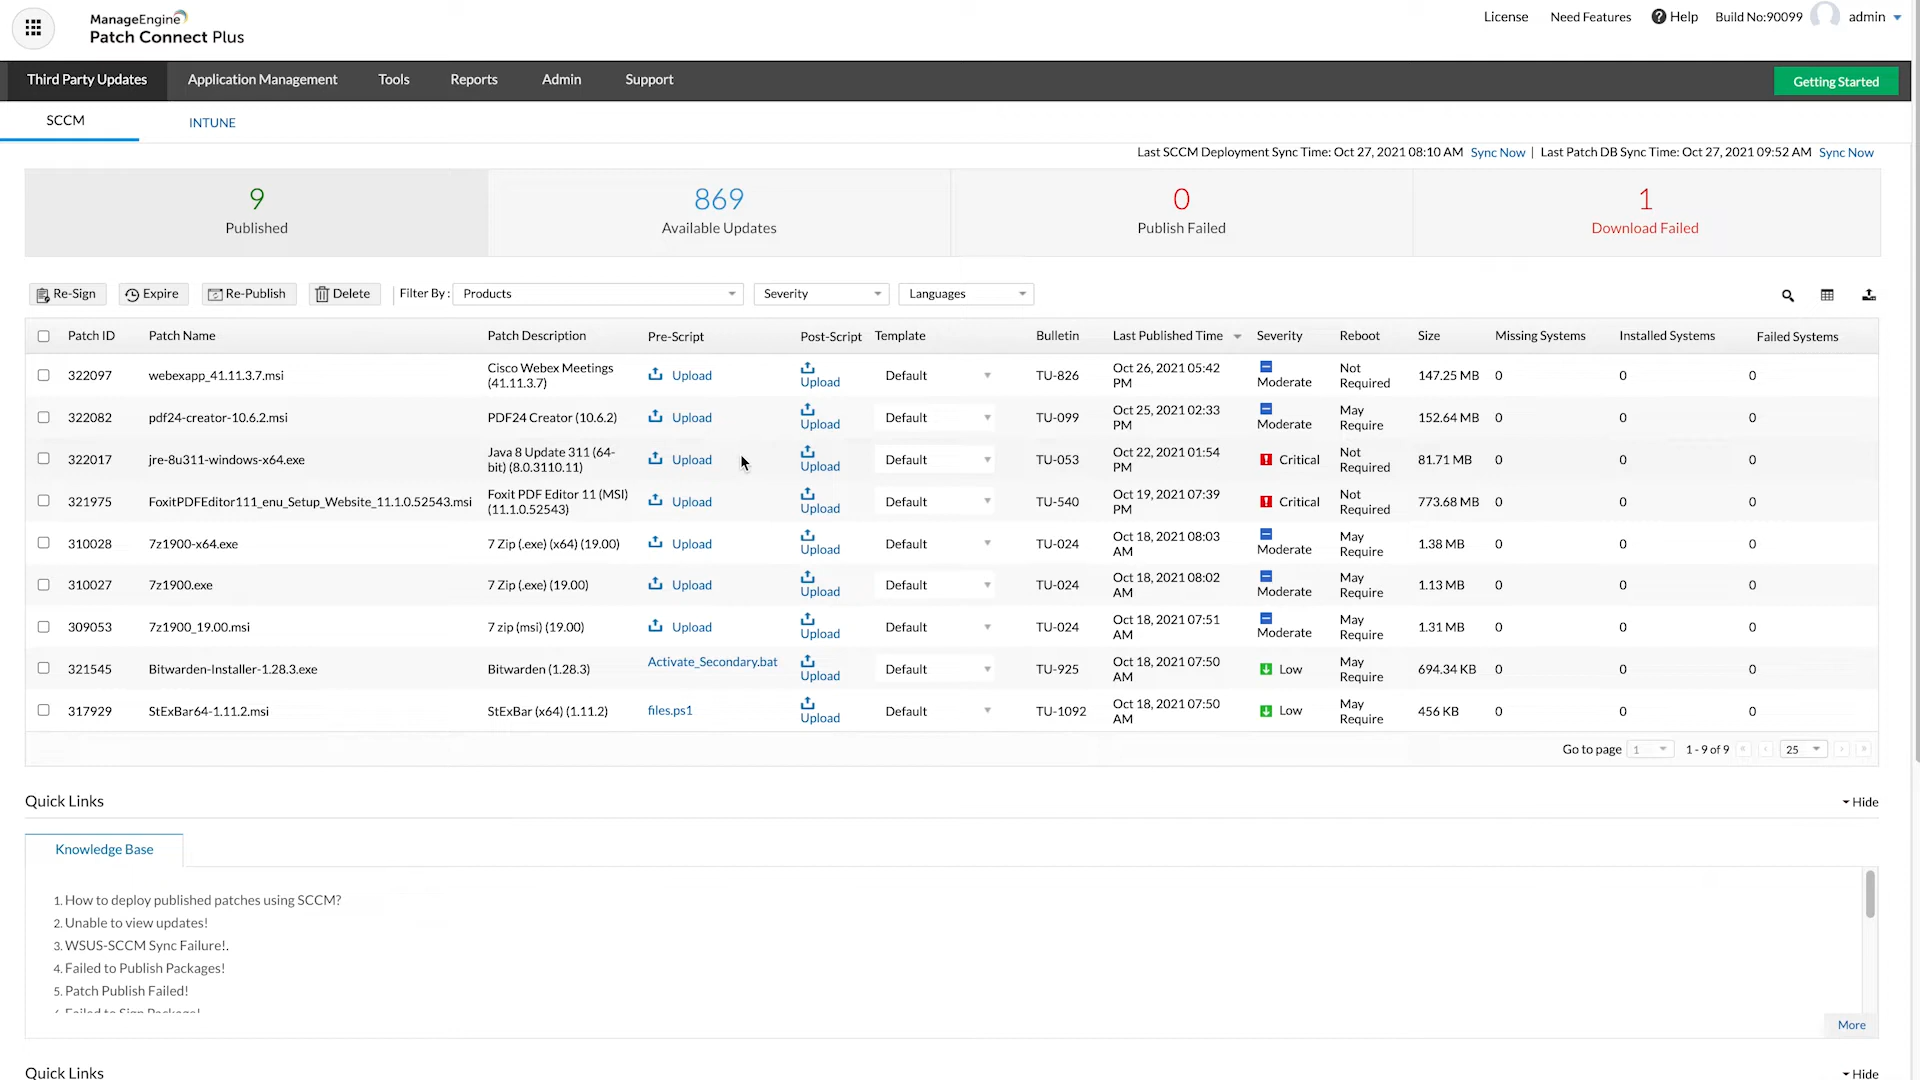 ManageEngine
Patch Connect Plus
License Need Features Help Build No:90099 admin
Third Party Updates Application Management Tools Reports Admin Support Getting Started
SCCM INTUNE
Last SCCM Deployment Sync Time: Oct 27, 2021 08:10 AM Sync Now | Last Patch DB Sync Time: Oct 27, 2021 09:52 AM Sync Now
9 869 0 1
Published Available Updates Publish Failed Download Failed
Re-Sign Expire Re-Publish Delete Filter By : Products Severity Languages
Patch ID Patch Name Patch Description Pre-Script Post-Script Template Bulletin Last Published Time Severity Reboot Size Missing Systems Installed Systems Failed Systems
322097 webexapp_41.11.3.7.msi Cisco Webex Meetings (41.11.3.7) Upload Upload Default TU-826 Oct 26, 2021 05:42 PM Moderate Not Required 147.25 MB 0 0 0
322082 pdf24-creator-10.6.2.msi PDF24 Creator (10.6.2) Upload Upload Default TU-099 Oct 25, 2021 02:33 PM Moderate May Require 152.64 MB 0 0 0
322017 jre-8u311-windows-x64.exe Java 8 Update 311 (64-bit) (8.0.3110.11) Upload Upload Default TU-053 Oct 22, 2021 01:54 PM Critical Not Required 81.71 MB 0 0 0
321975 FoxitPDFEditor111_enu_Setup_Website_11.1.0.52543.msi Foxit PDF Editor 11 (MSI) (11.1.0.52543) Upload Upload Default TU-540 Oct 19, 2021 07:39 PM Critical Not Required 773.68 MB 0 0 0
310028 7z1900-x64.exe 7 Zip (.exe) (x64) (19.00) Upload Upload Default TU-024 Oct 18, 2021 08:03 AM Moderate May Require 1.38 MB 0 0 0
310027 7z1900.exe 7 Zip (.exe) (19.00) Upload Upload Default TU-024 Oct 18, 2021 08:02 AM Moderate May Require 1.13 MB 0 0 0
309053 7z1900_19.00.msi 7 zip (msi) (19.00) Upload Upload Default TU-024 Oct 18, 2021 07:51 AM Moderate May Require 1.31 MB 0 0 0
321545 Bitwarden-Installer-1.28.3.exe Bitwarden (1.28.3) Activate_Secondary.bat Upload Default TU-925 Oct 18, 2021 07:50 AM Low May Require 694.34 KB 0 0 0
317929 StExBar64-1.11.2.msi StExBar (x64) (1.11.2) files.ps1 Upload Default TU-1092 Oct 18, 2021 07:50 AM Low May Require 456 KB 0 0 0
Go to page 1 1 - 9 of 9 25
Quick Links Hide
Knowledge Base
1. How to deploy published patches using SCCM?
2. Unable to view updates!
3. WSUS-SCCM Sync Failure!.
4. Failed to Publish Packages!
5. Patch Publish Failed!
Failed to Sign Package!
More
Quick Links Hide